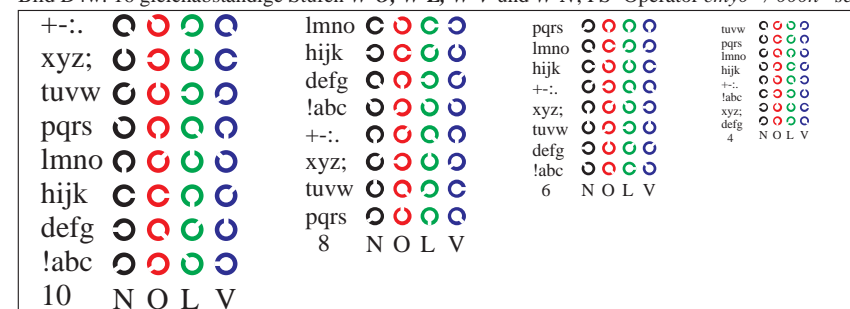 +-:.
xyz;
tuvw
pqrs
lmno
hijk
defg
!abc
10 N O L V
lmno
hijk
defg
!abc
+-:.
xyz;
tuvw
pqrs
8 N O L V
pqrs
lmno
hijk
+-:.
xyz;
tuvw
defg
!abc
6 N O L V
tuvw
pqrs
lmno
hijk
+-:.
!abc
xyz;
defg
4 N O L V